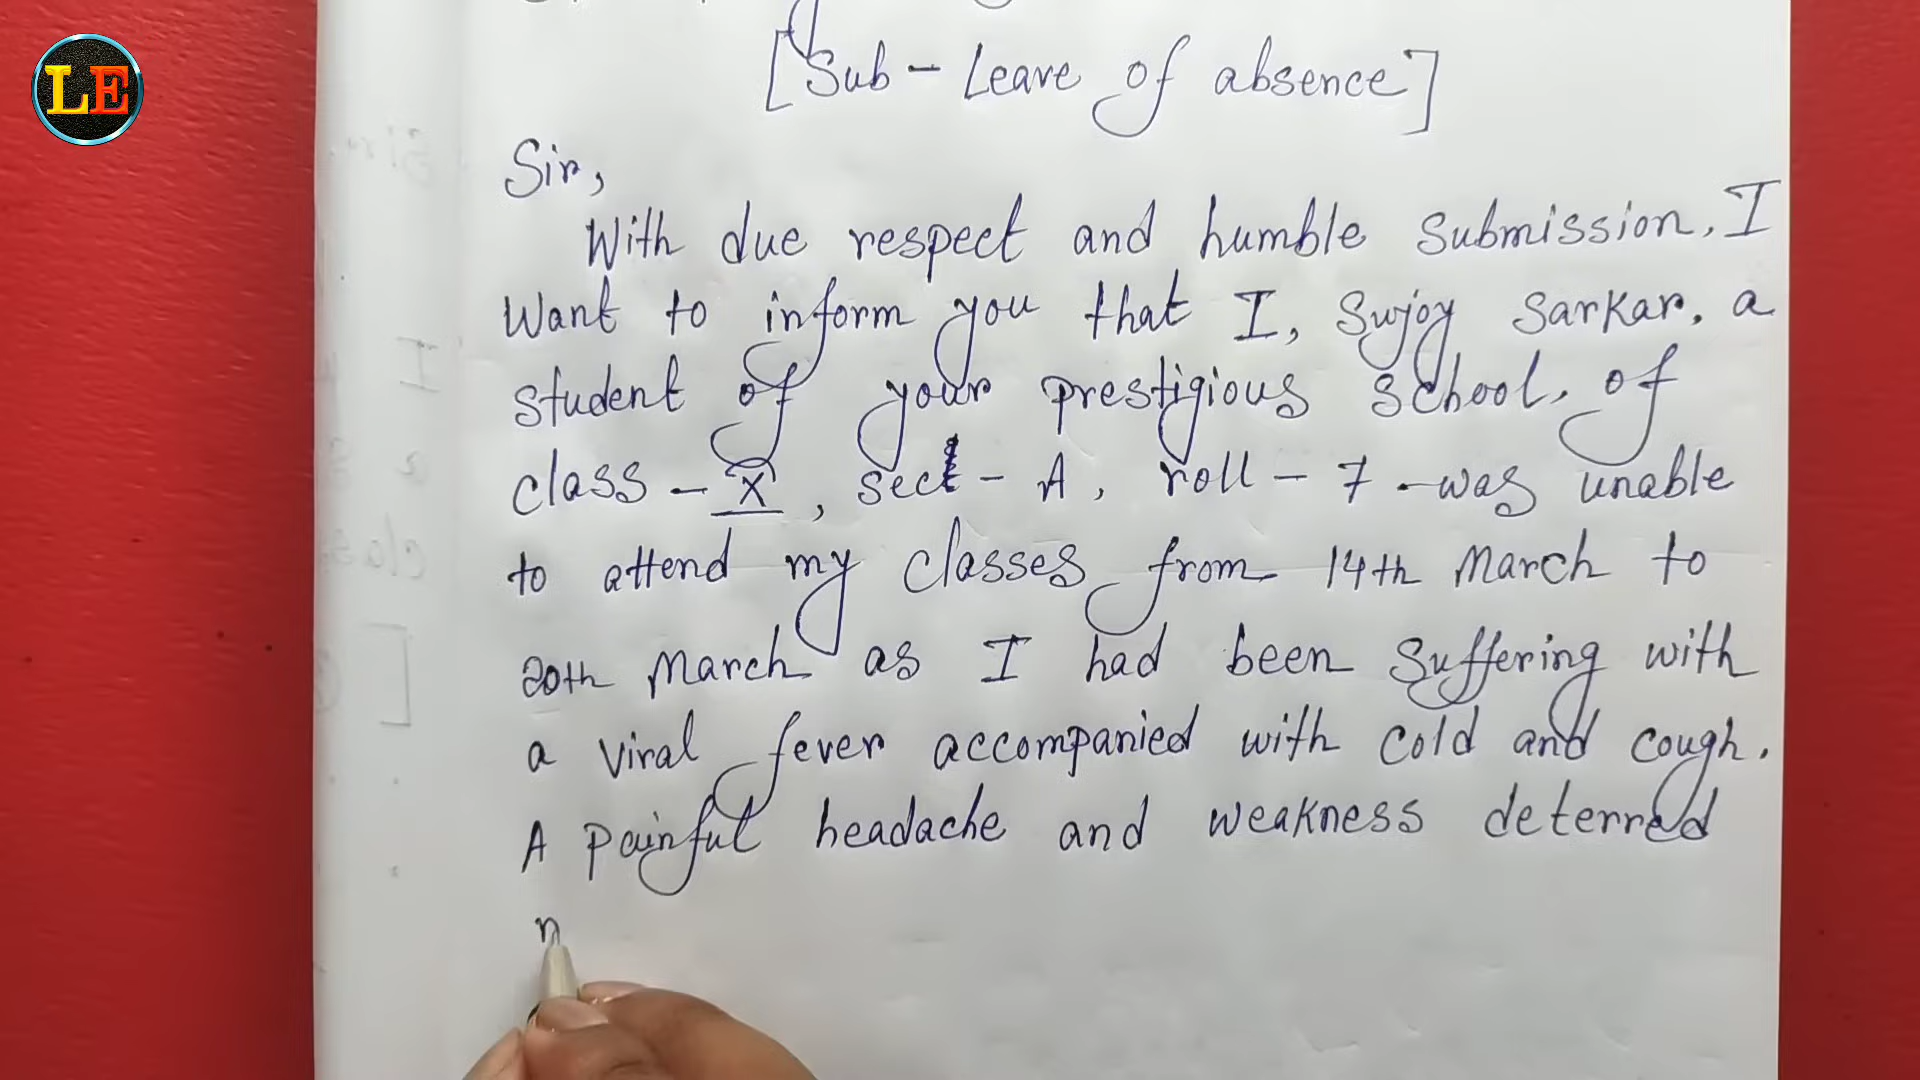 LE
[Sub - Leave of absence]
Sir,
With due respect and humble submission, I
want to inform you that I, Sujoy Sarkar, a
student of your prestigious school, of
class - X, sect - A, roll - 7 - was unable
to attend my classes from 14th March to
20th March as I had been suffering with
a viral fever accompanied with cold and cough.
A painful headache and weakness deterred